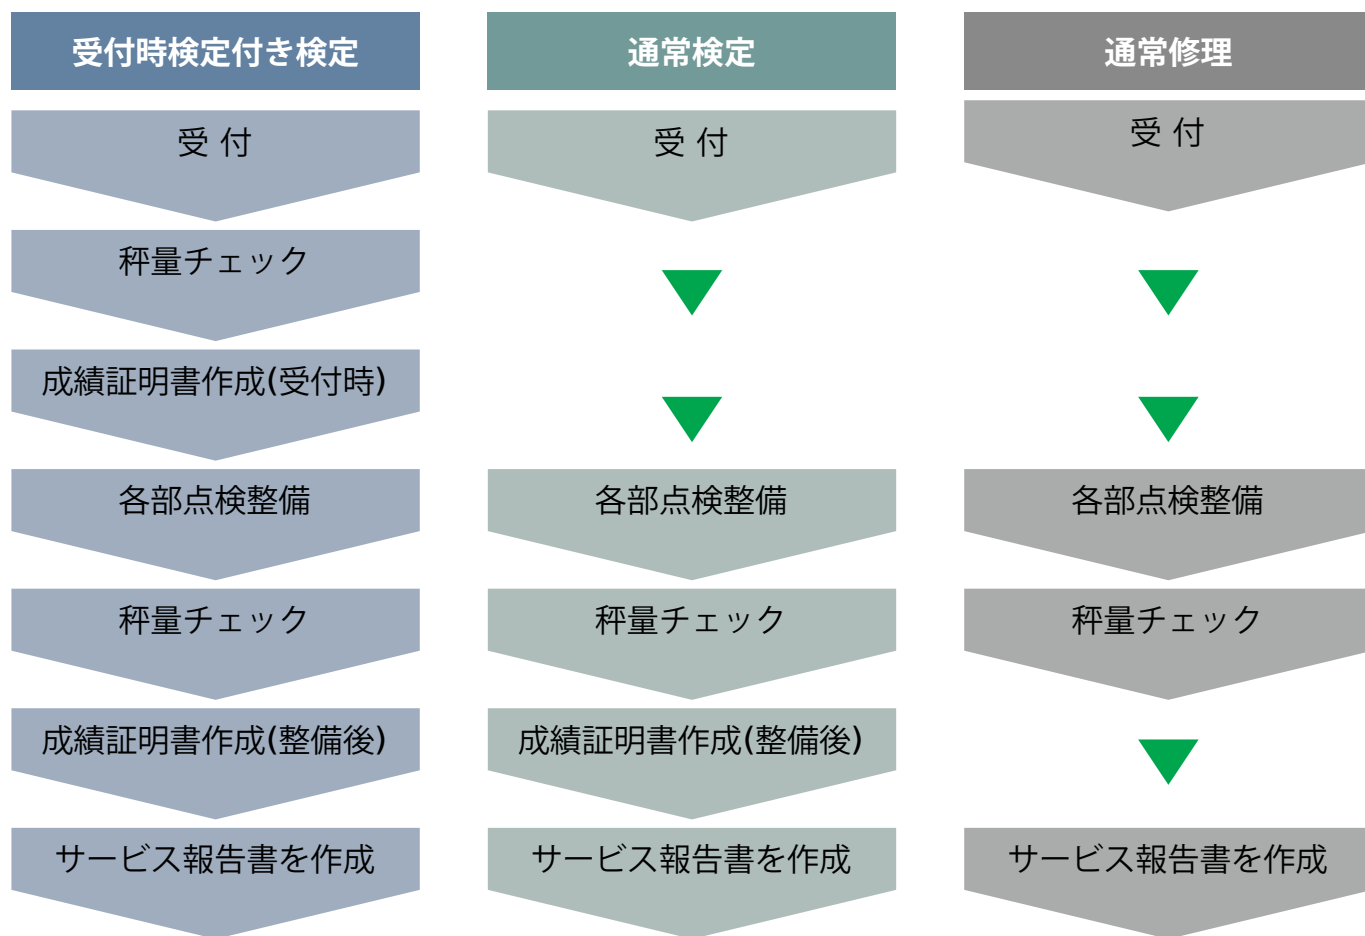 受付時検定付き検定
受 付
秤量チェック
成績証明書作成(受付時)
各部点検整備
秤量チェック
成績証明書作成(整備後)
サービス報告書を作成
通常検定
受 付
各部点検整備
秤量チェック
成績証明書作成(整備後)
サービス報告書を作成
通常修理
受 付
各部点検整備
秤量チェック
サービス報告書を作成